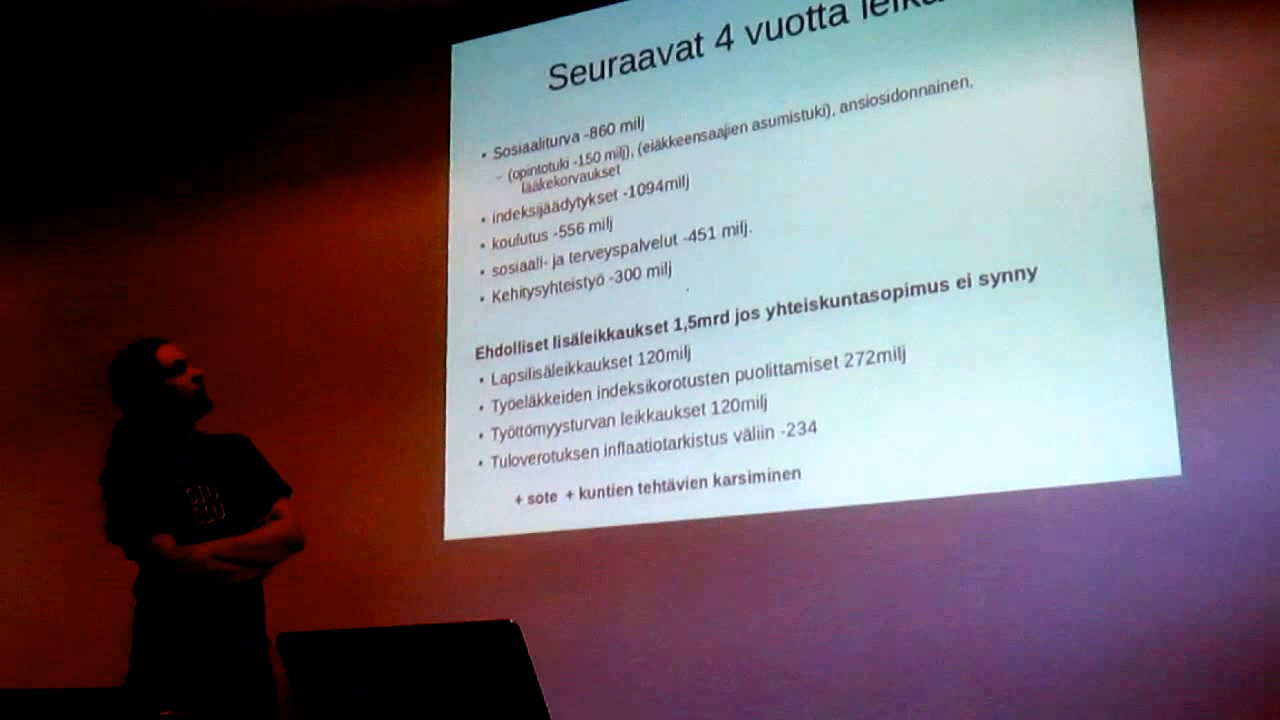 Seuraavat 4 vuotta
• Sosiaaliturva -860 milj
– (opintotuki -150 milj), (eläkkeensaajien asumistuki), ansiosidonnainen,
lääkekorvaukset
• indeksijäädytykset -1094milj
• koulutus -556 milj
• sosiaali- ja terveyspalvelut -451 milj.
• Kehitysyhteistyö -300 milj
Ehdolliset lisäleikkaukset 1,5mrd jos yhteiskuntasopimus ei synny
• Lapsilisäleikkaukset 120milj
• Työeläkkeiden indeksikorotusten puolittamiset 272milj
• Työttömyysturvan leikkaukset 120milj
• Tuloverotuksen inflaatiotarkistus väliin -234
+ sote + kuntien tehtävien karsiminen